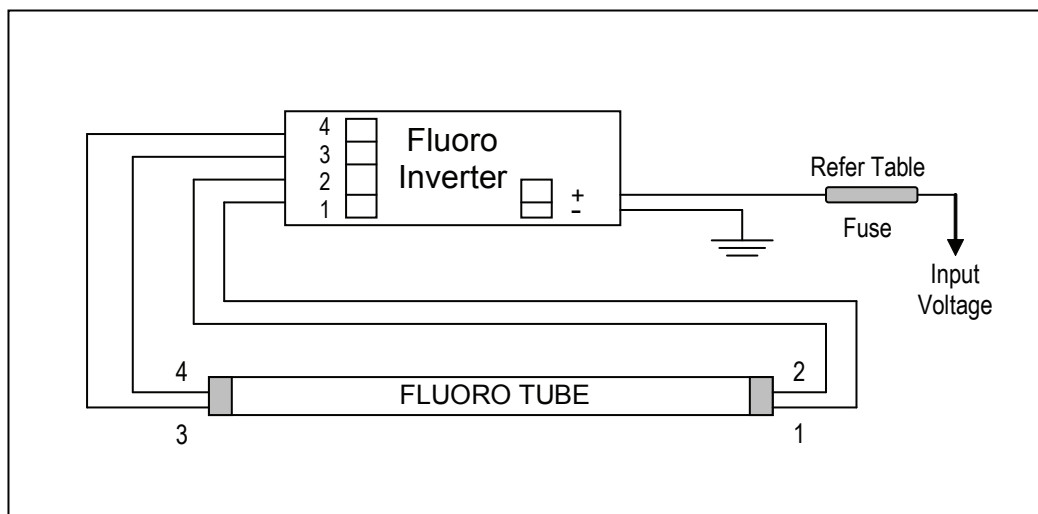 4
3
2
1
Fluoro
Inverter
+
-
Refer Table
Fuse
Input
Voltage
4
3
FLUORO TUBE
2
1